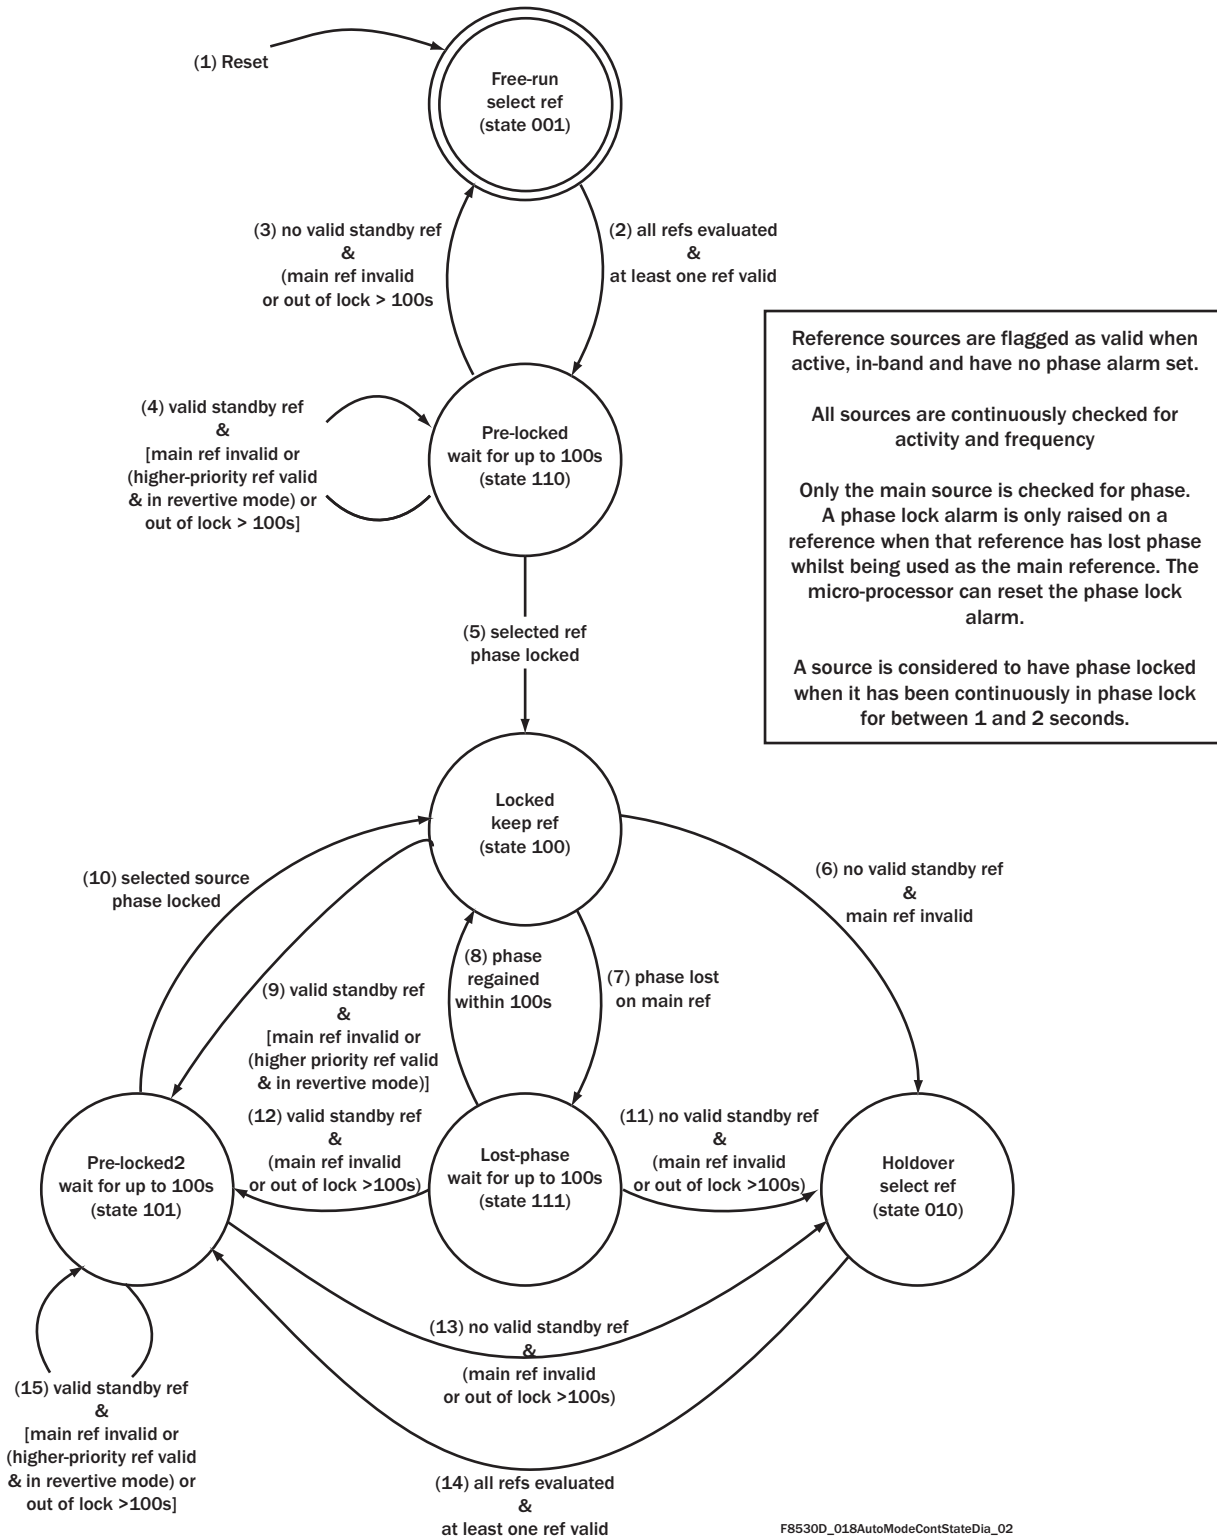 (1) Reset
Free-run
select ref
(state 001)
(3) no valid standby ref
&
(main ref invalid
or out of lock > 100s
(2) all refs evaluated
&
at least one ref valid
Reference sources are flagged as valid when
active, in-band and have no phase alarm set.
All sources are continuously checked for
activity and frequency
Only the main source is checked for phase.
A phase lock alarm is only raised on a
reference when that reference has lost phase
whilst being used as the main reference. The
micro-processor can reset the phase lock
alarm.
A source is considered to have phase locked
when it has been continuously in phase lock
for between 1 and 2 seconds.
(4) valid standby ref
&
[main ref invalid or
(higher-priority ref valid
& in revertive mode) or
out of lock > 100s]
Pre-locked
wait for up to 100s
(state 110)
(5) selected ref
phase locked
Locked
keep ref
(state 100)
(10) selected source
phase locked
(6) no valid standby ref
&
main ref invalid
(8) phase
regained
within 100s
(7) phase lost
on main ref
(9) valid standby ref
&
[main ref invalid or
(higher priority ref valid
& in revertive mode)]
(12) valid standby ref
&
(main ref invalid
or out of lock >100s)
(11) no valid standby ref
&
(main ref invalid
or out of lock >100s)
Pre-locked2
wait for up to 100s
(state 101)
Lost-phase
wait for up to 100s
(state 111)
Holdover
select ref
(state 010)
(13) no valid standby ref
&
(main ref invalid
or out of lock >100s)
(15) valid standby ref
&
[main ref invalid or
(higher-priority ref valid
& in revertive mode) or
out of lock >100s]
(14) all refs evaluated
&
at least one ref valid
F8530D_018AutoModeContStateDia_02